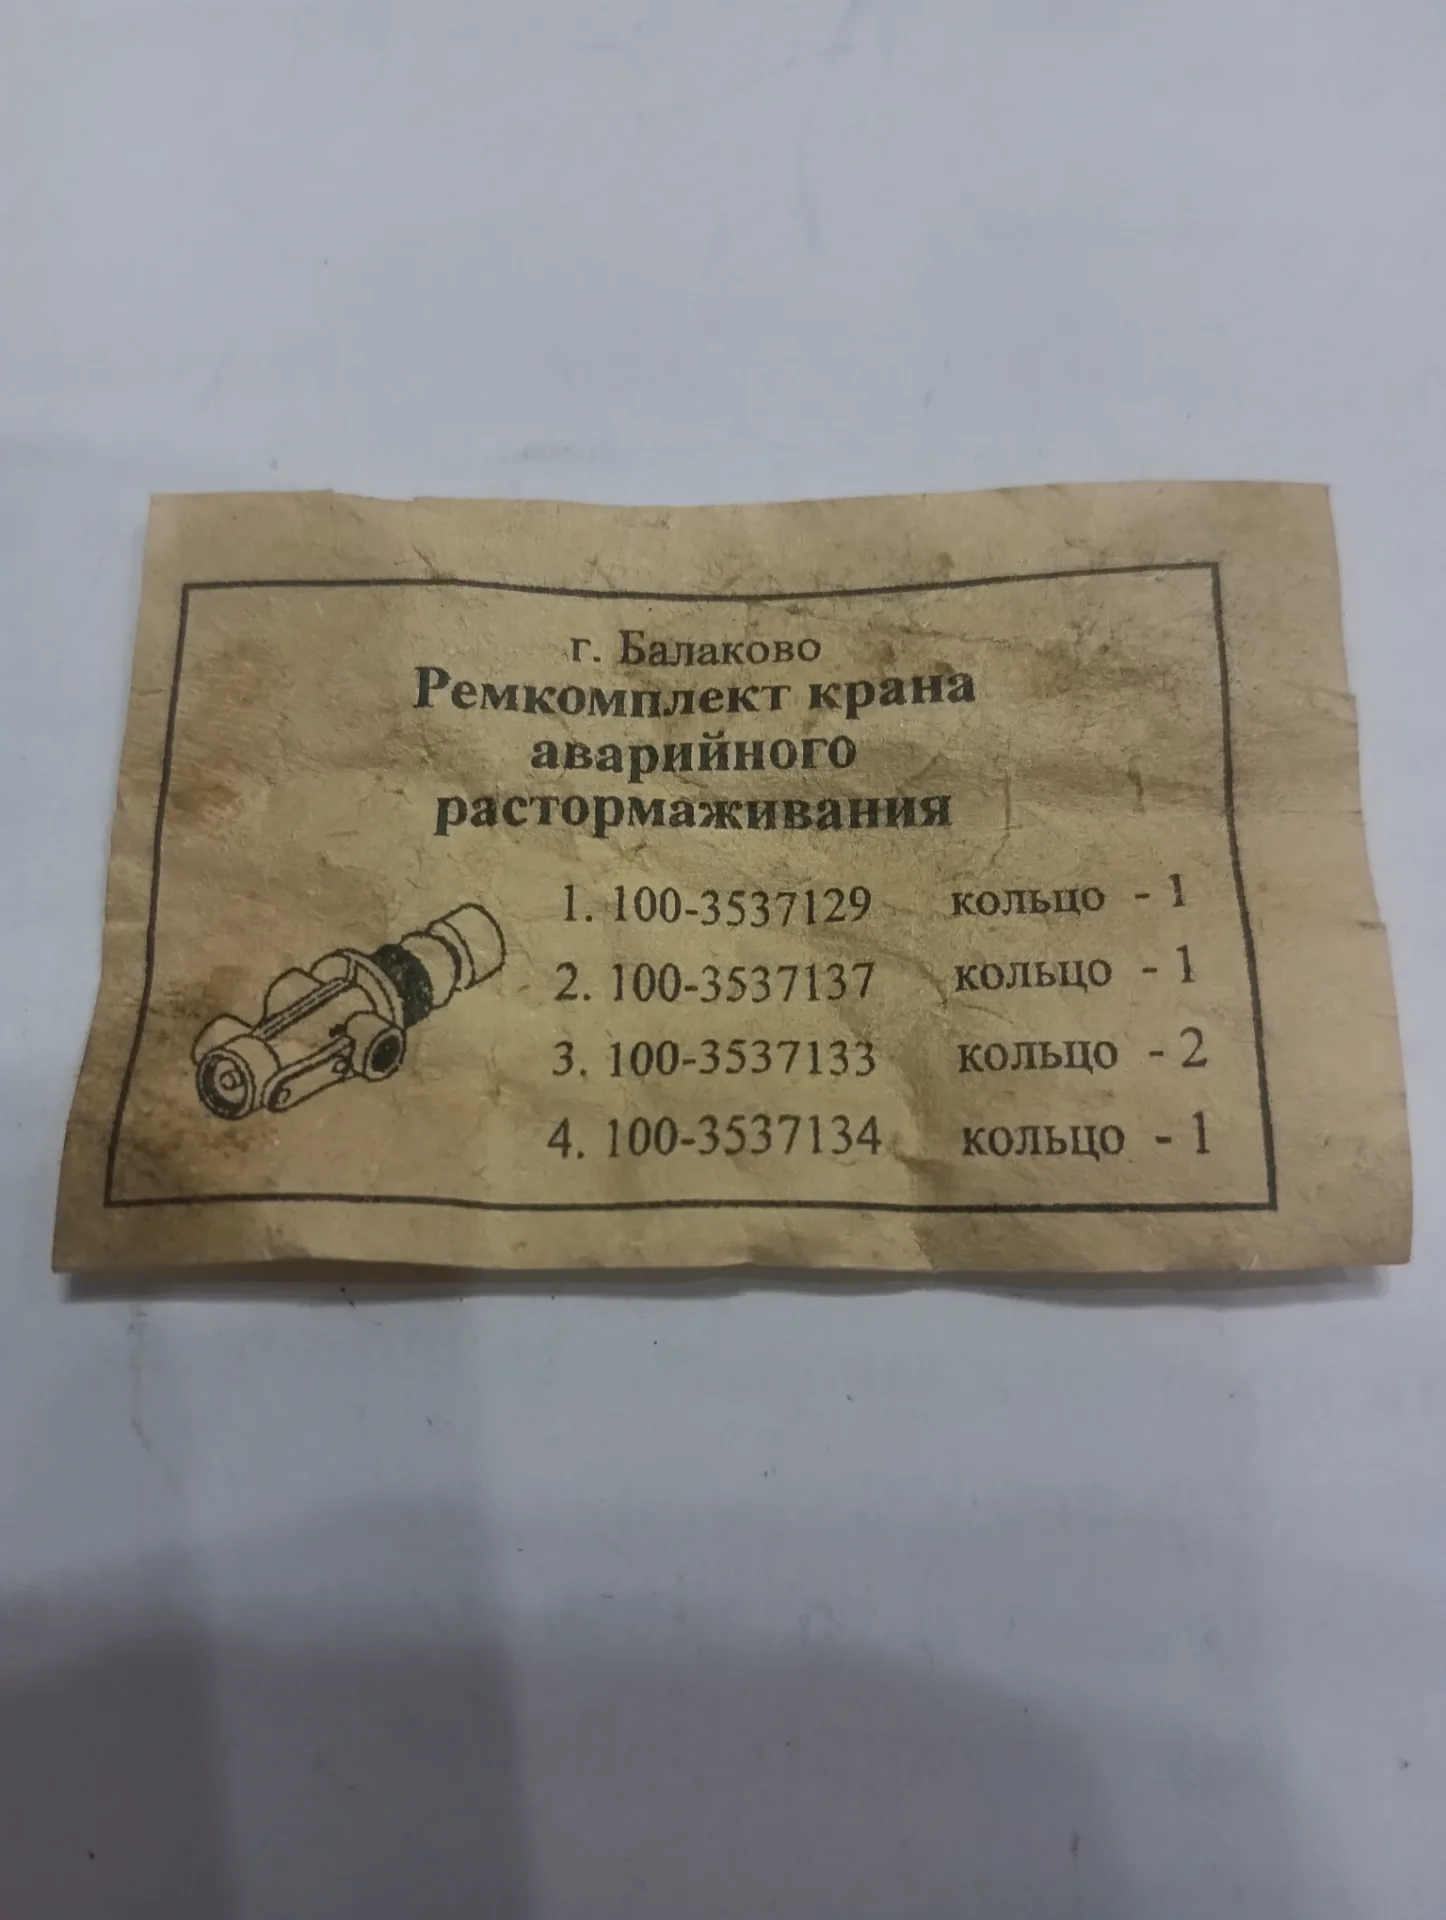 г. Балаково
Ремкомплект крана
аварийного
растормаживания
1. 100-3537129 кольцо - 1
2. 100-3537137 кольцо - 1
3. 100-3537133 кольцо - 2
4. 100-3537134 кольцо - 1